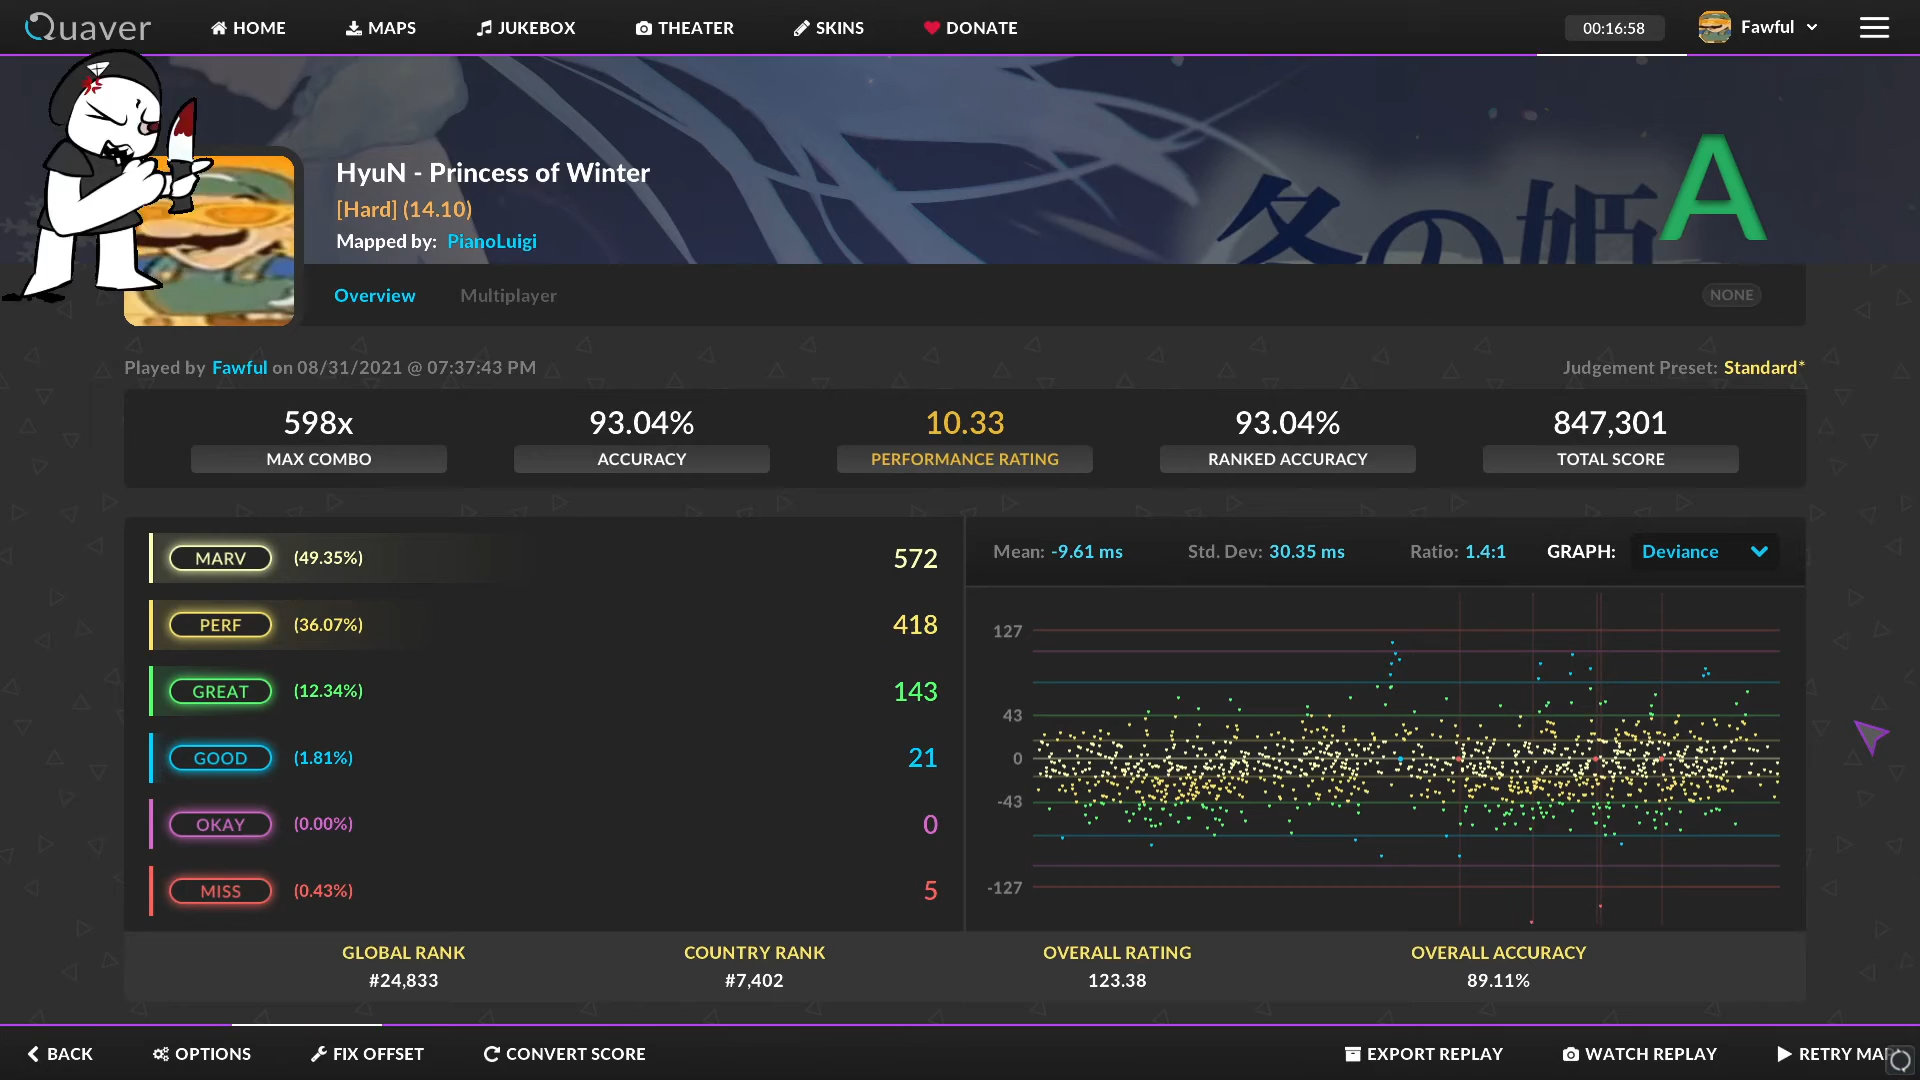 Quaver
HOME
MAPS
JUKEBOX
THEATER
SKINS
DONATE
00:16:58
Fawful
冬の姫
A
HyuN - Princess of Winter
[Hard] (14.10)
Mapped by: PianoLuigi
Overview
Multiplayer
NONE
Played by Fawful on 08/31/2021 @ 07:37:43 PM
Judgement Preset: Standard*
598x
MAX COMBO
93.04%
ACCURACY
10.33
PERFORMANCE RATING
93.04%
RANKED ACCURACY
847,301
TOTAL SCORE
MARV (49.35%) 572
PERF (36.07%) 418
GREAT (12.34%) 143
GOOD (1.81%) 21
OKAY (0.00%) 0
MISS (0.43%) 5
Mean: -9.61 ms
Std. Dev: 30.35 ms
Ratio: 1.4:1
GRAPH: Deviance
127
43
0
-43
-127
GLOBAL RANK
#24,833
COUNTRY RANK
#7,402
OVERALL RATING
123.38
OVERALL ACCURACY
89.11%
BACK
OPTIONS
FIX OFFSET
CONVERT SCORE
EXPORT REPLAY
WATCH REPLAY
RETRY MA